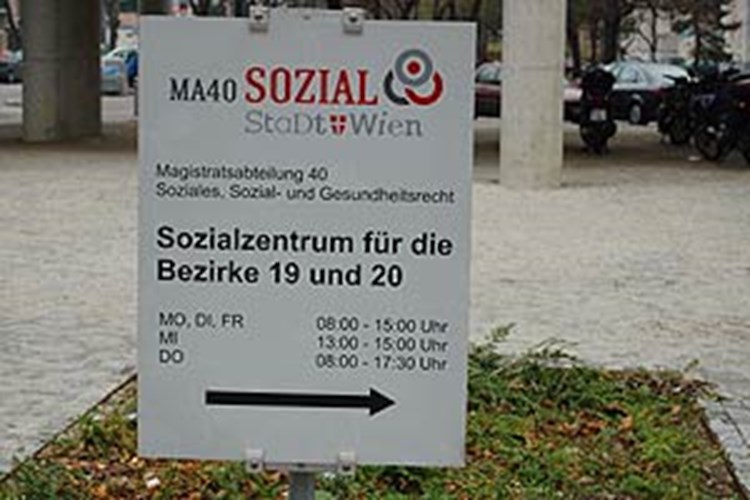 MA40 SOZIAL
StaDt Wien
Magistratsabteilung 40
Soziales, Sozial- und Gesundheitsrecht
Sozialzentrum für die
Bezirke 19 und 20
MO, DI, FR 08:00 - 15:00 Uhr
MI 13:00 - 15:00 Uhr
DO 08:00 - 17:30 Uhr